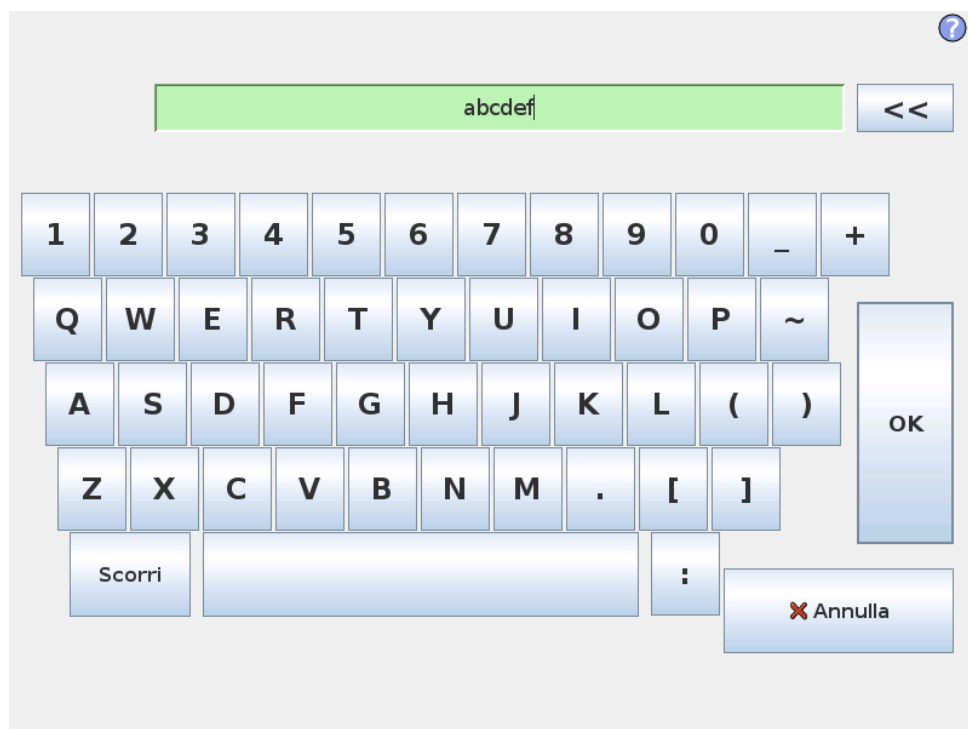 ?
abcdef
<<
1 2 3 4 5 6 7 8 9 0 _ +
Q W E R T Y U I O P ~
A S D F G H J K L ( )
OK
Z X C V B N M . [ ]
Scorri :
Annulla